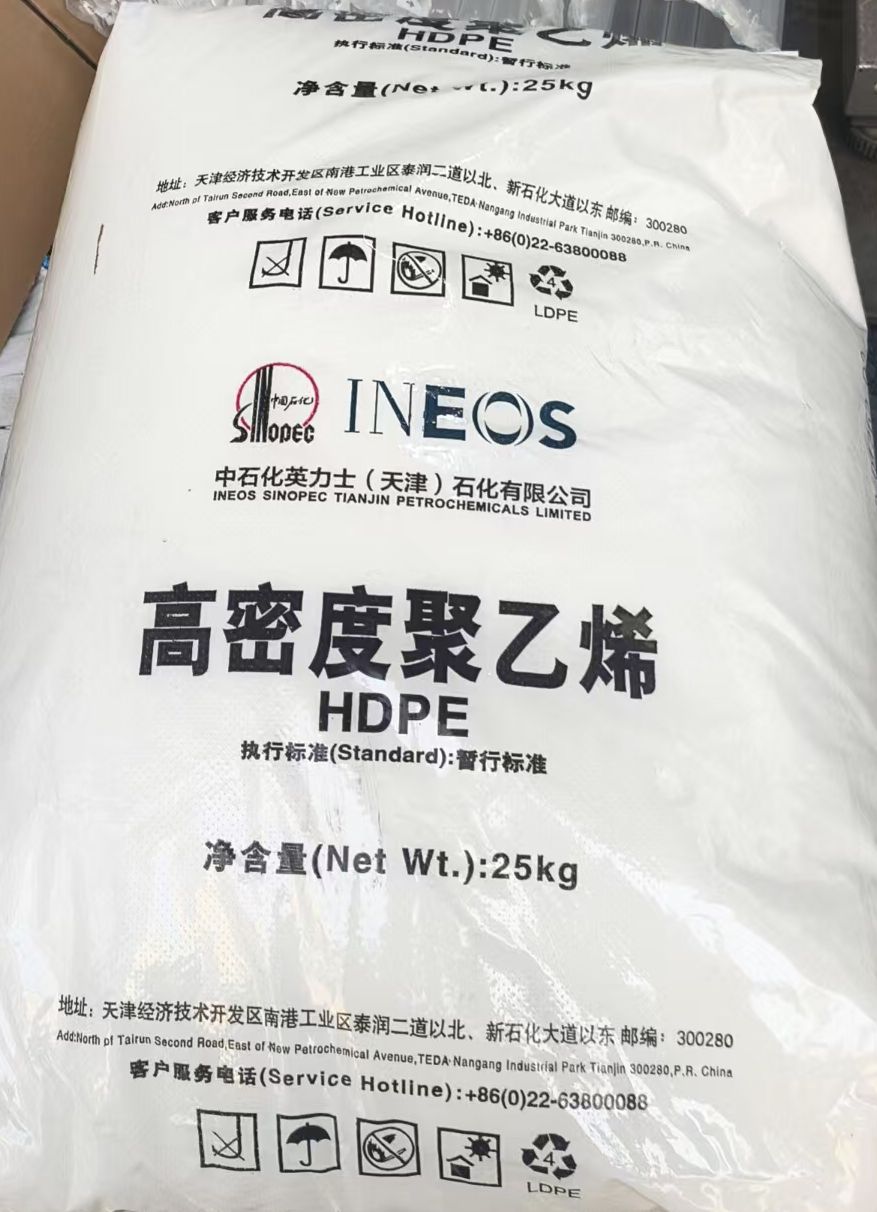 高密度聚乙烯
HDPE
执行标准(Standard):暂行标准
净含量(Net Wt.):25kg
地址：天津经济技术开发区南港工业区泰润二道以北、新石化大道以东 邮编：300280
Add:North of Tairun Second Road,East of New Petrochemical Avenue,TEDA·Nangang Industrial Park Tianjin 300280,P.R. China
客户服务电话(Service Hotline):+86(0)22-63800088
4
LDPE
中国石化
SINOPEC
INEOS
中石化英力士（天津）石化有限公司
INEOS SINOPEC TIANJIN PETROCHEMICALS LIMITED
高密度聚乙烯
HDPE
执行标准(Standard):暂行标准
净含量(Net Wt.):25kg
地址：天津经济技术开发区南港工业区泰润二道以北、新石化大道以东 邮编：300280
Add:North of Tairun Second Road,East of New Petrochemical Avenue,TEDA·Nangang Industrial Park Tianjin 300280,P.R. China
客户服务电话(Service Hotline):+86(0)22-63800088
4
LDPE